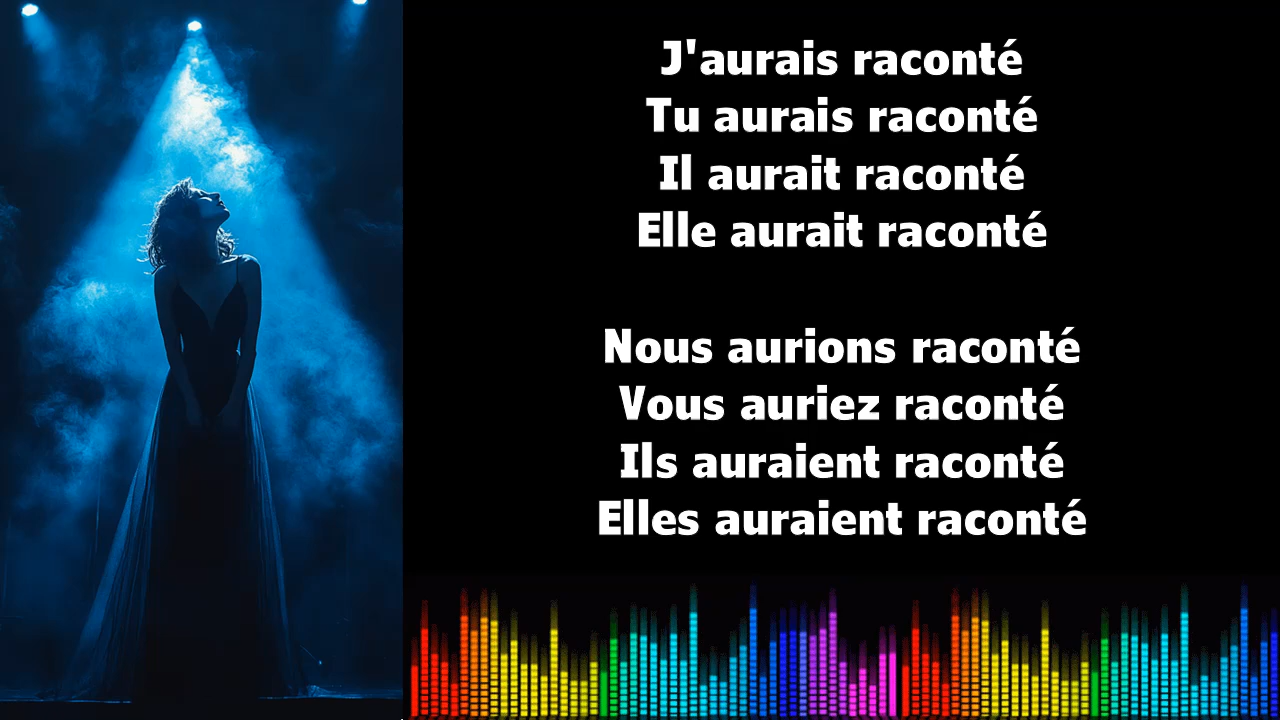 J'aurais raconté
Tu aurais raconté
Il aurait raconté
Elle aurait raconté
Nous aurions raconté
Vous auriez raconté
Ils auraient raconté
Elles auraient raconté